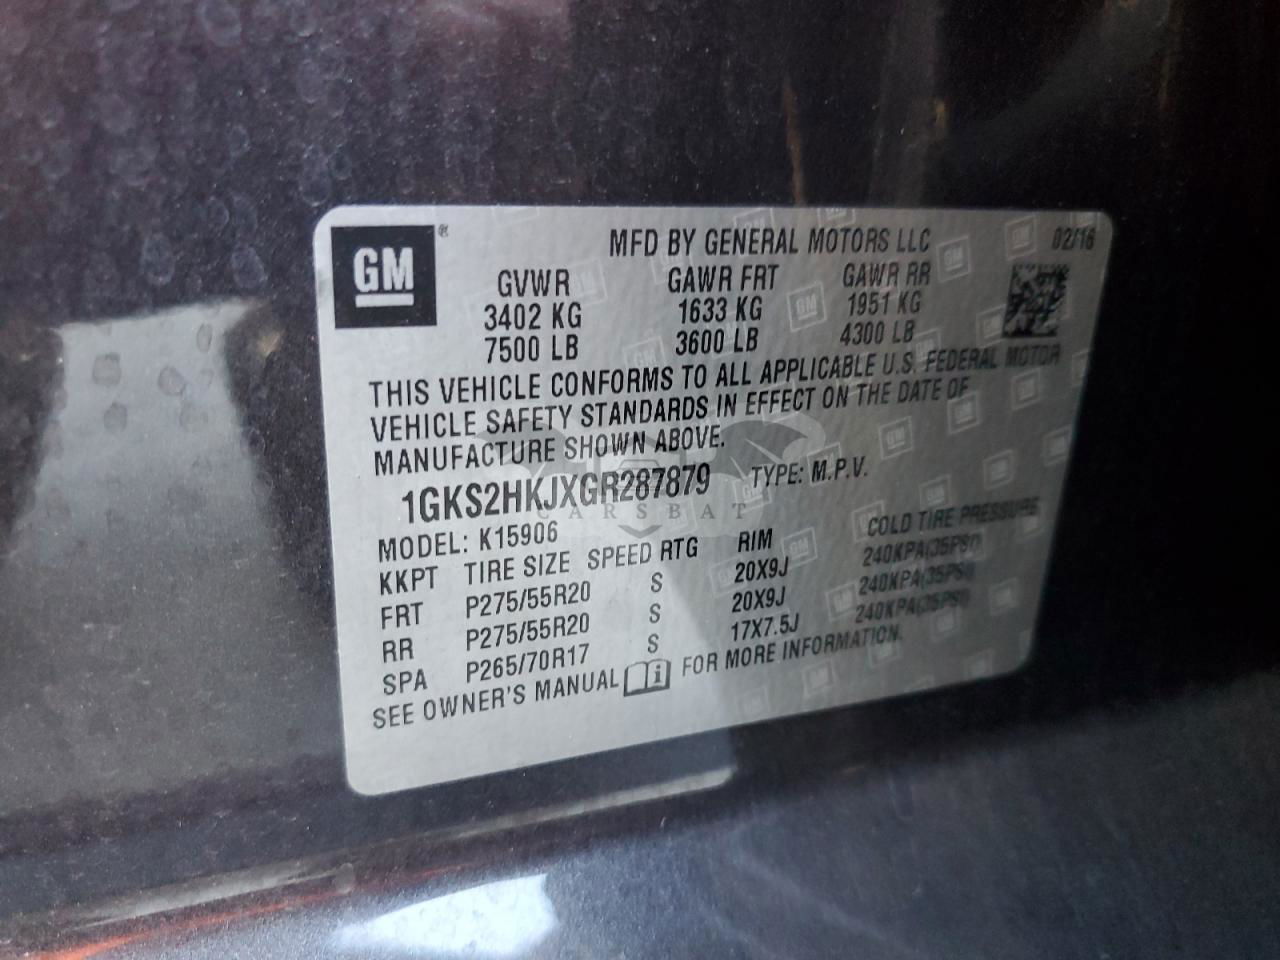 GM®
MFD BY GENERAL MOTORS LLC 02/16
GVWR GAWR FRT GAWR RR
3402 KG 1633 KG 1951 KG
7500 LB 3600 LB 4300 LB
THIS VEHICLE CONFORMS TO ALL APPLICABLE U.S. FEDERAL MOTOR
VEHICLE SAFETY STANDARDS IN EFFECT ON THE DATE OF
MANUFACTURE SHOWN ABOVE.
1GKS2HKJXGR287879 TYPE: M.P.V.
CARSBAT
MODEL: K15906
KKPT TIRE SIZE SPEED RTG RIM COLD TIRE PRESSURE
FRT P275/55R20 S 20X9J 240KPA(35PSI)
RR P275/55R20 S 20X9J 240KPA(35PSI)
SPA P265/70R17 S 17X7.5J 240KPA(35PSI)
SEE OWNER'S MANUAL FOR MORE INFORMATION.